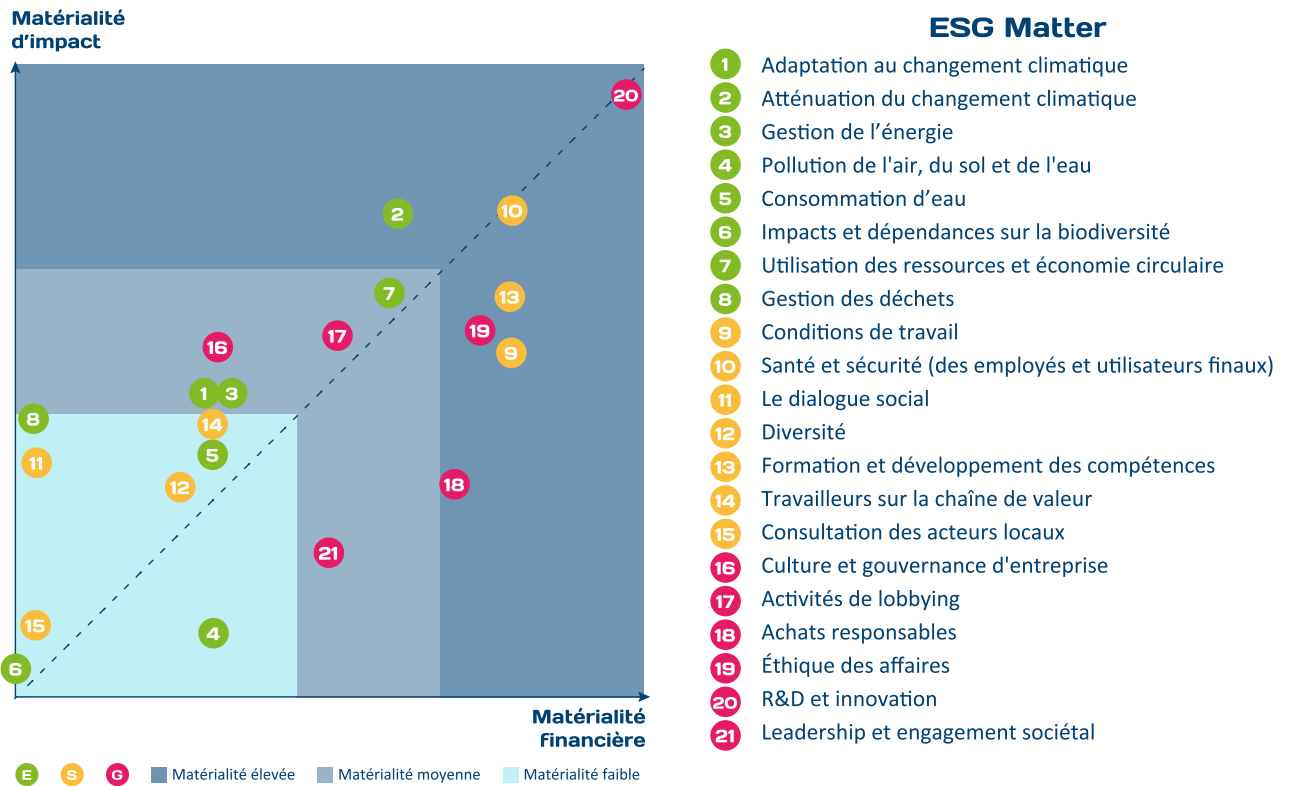 Matérialité
d’impact
20
2
10
7
13
19
17
9
16
1
3
8
14
5
11
12
18
21
15
4
6
Matérialité
financière
E
S
G
Matérialité élevée
Matérialité moyenne
Matérialité faible
ESG Matter
1 Adaptation au changement climatique
2 Atténuation du changement climatique
3 Gestion de l’énergie
4 Pollution de l'air, du sol et de l'eau
5 Consommation d’eau
6 Impacts et dépendances sur la biodiversité
7 Utilisation des ressources et économie circulaire
8 Gestion des déchets
9 Conditions de travail
10 Santé et sécurité (des employés et utilisateurs finaux)
11 Le dialogue social
12 Diversité
13 Formation et développement des compétences
14 Travailleurs sur la chaîne de valeur
15 Consultation des acteurs locaux
16 Culture et gouvernance d'entreprise
17 Activités de lobbying
18 Achats responsables
19 Éthique des affaires
20 R&D et innovation
21 Leadership et engagement sociétal